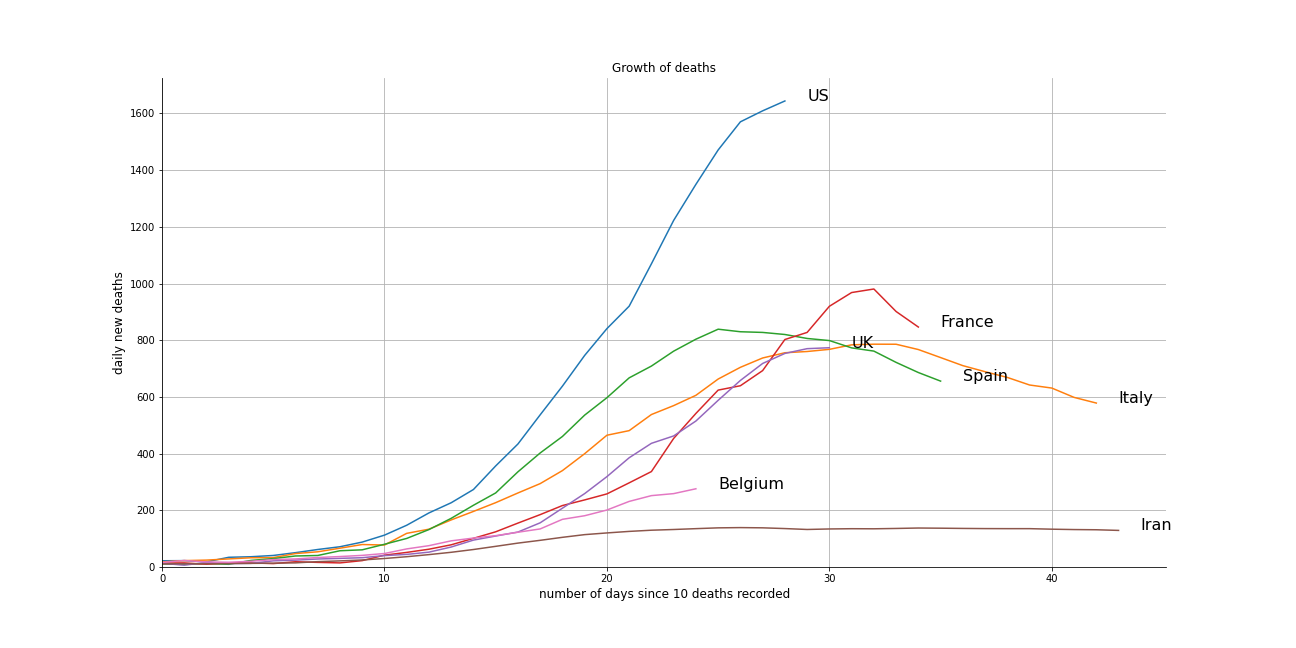 Growth of deaths
US
1600
1400
1200
1000
daily new deaths
France
800
UK
Spain
600
Italy
400
Belgium
200
Iran
0
0 10 20 30 40
number of days since 10 deaths recorded